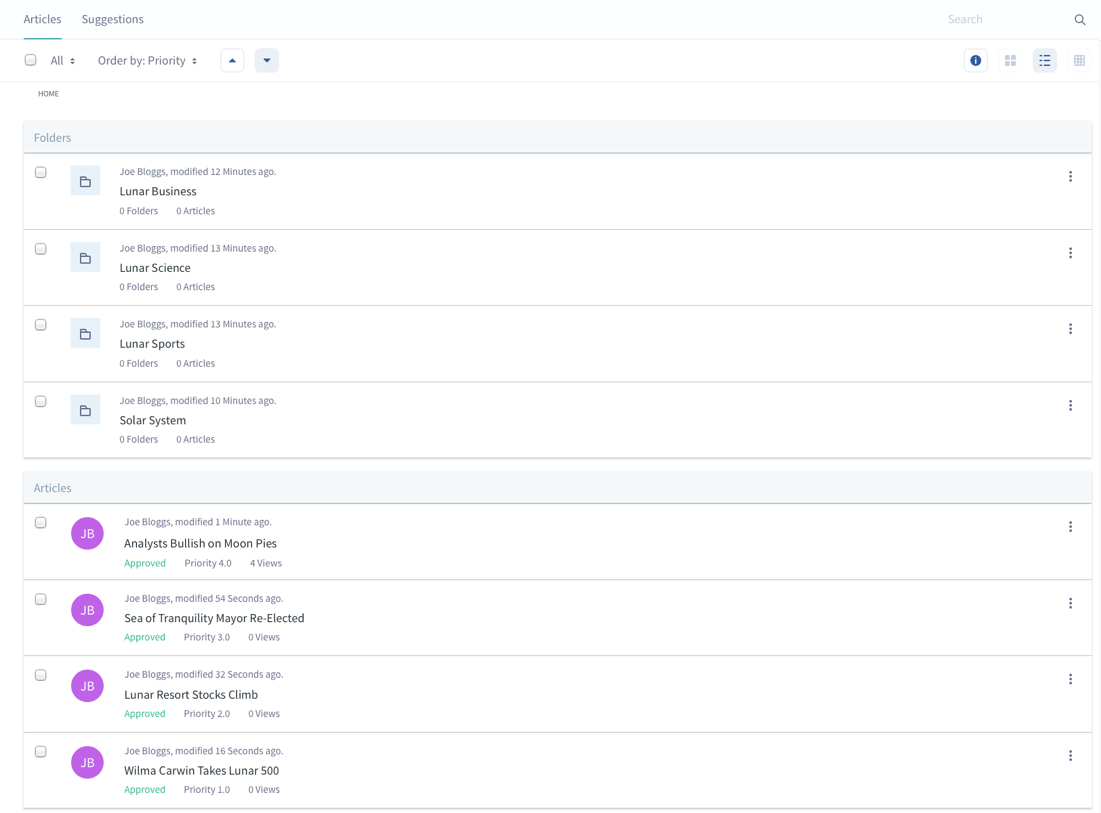 Articles Suggestions Search
All Order by: Priority
HOME
Folders
Joe Bloggs, modified 12 Minutes ago.
Lunar Business
0 Folders 0 Articles
Joe Bloggs, modified 13 Minutes ago.
Lunar Science
0 Folders 0 Articles
Joe Bloggs, modified 13 Minutes ago.
Lunar Sports
0 Folders 0 Articles
Joe Bloggs, modified 10 Minutes ago.
Solar System
0 Folders 0 Articles
Articles
JB
Joe Bloggs, modified 1 Minute ago.
Analysts Bullish on Moon Pies
Approved Priority 4.0 4 Views
JB
Joe Bloggs, modified 54 Seconds ago.
Sea of Tranquility Mayor Re-Elected
Approved Priority 3.0 0 Views
JB
Joe Bloggs, modified 32 Seconds ago.
Lunar Resort Stocks Climb
Approved Priority 2.0 0 Views
JB
Joe Bloggs, modified 16 Seconds ago.
Wilma Carwin Takes Lunar 500
Approved Priority 1.0 0 Views